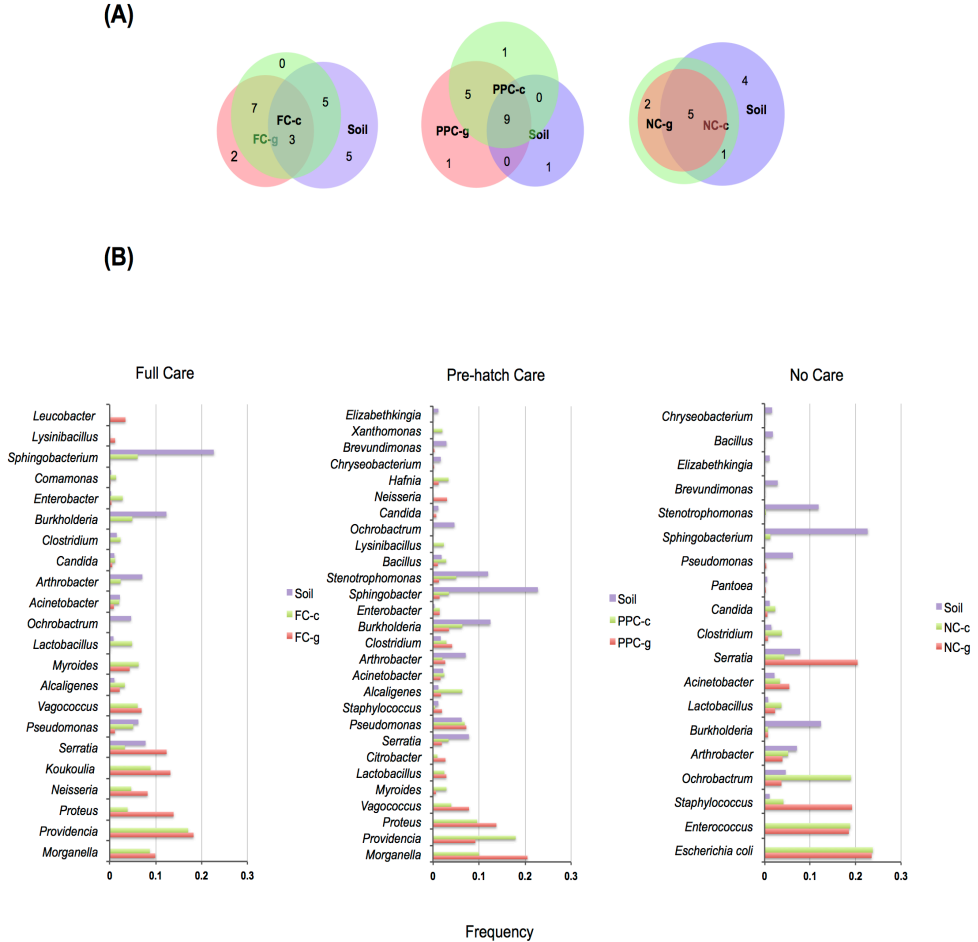 (A)
0
7
5
FC-c
FC-g
3
Soil
2
5
1
5
PPC-c
0
9
PPC-g
Soil
1
0
1
4
2
5
Soil
NC-g
NC-c
1
(B)
Full Care
Leucobacter
Lysinibacillus
Sphingobacterium
Comamonas
Enterobacter
Burkholderia
Clostridium
Candida
Arthrobacter
Acinetobacter
Ochrobactrum
Lactobacillus
Myroides
Alcaligenes
Vagococcus
Pseudomonas
Serratia
Koukoulia
Neisseria
Proteus
Providencia
Morganella
0 0.1 0.2 0.3
Soil
FC-c
FC-g
Pre-hatch Care
Elizabethkingia
Xanthomonas
Brevundimonas
Chryseobacterium
Hafnia
Neisseria
Candida
Ochrobactrum
Lysinibacillus
Bacillus
Stenotrophomonas
Sphingobacter
Enterobacter
Burkholderia
Clostridium
Arthrobacter
Acinetobacter
Alcaligenes
Staphylococcus
Pseudomonas
Serratia
Citrobacter
Lactobacillus
Myroides
Vagococcus
Proteus
Providencia
Morganella
0 0.1 0.2 0.3
Soil
PPC-c
PPC-g
No Care
Chryseobacterium
Bacillus
Elizabethkingia
Brevundimonas
Stenotrophomonas
Sphingobacterium
Pseudomonas
Pantoea
Candida
Clostridium
Serratia
Acinetobacter
Lactobacillus
Burkholderia
Arthrobacter
Ochrobactrum
Staphylococcus
Enterococcus
Escherichia coli
0 0.1 0.2 0.3
Soil
NC-c
NC-g
Frequency